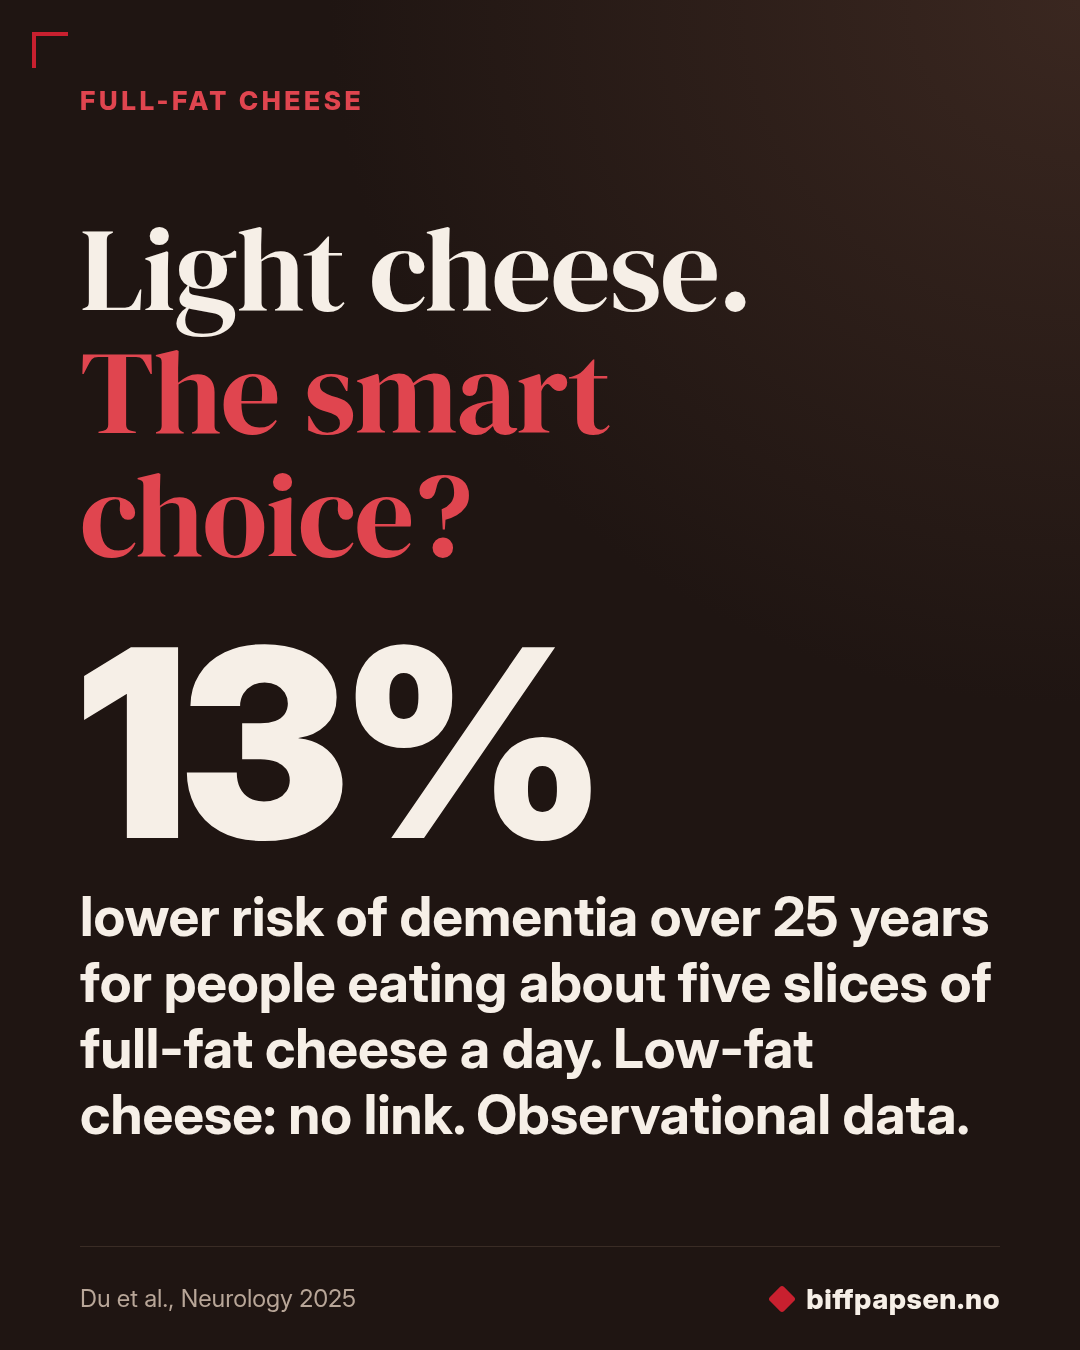 FULL-FAT CHEESE
Light cheese.
The smart
choice?
13%
lower risk of dementia over 25 years
for people eating about five slices of
full-fat cheese a day. Low-fat
cheese: no link. Observational data.
Du et al., Neurology 2025
biffpapsen.no